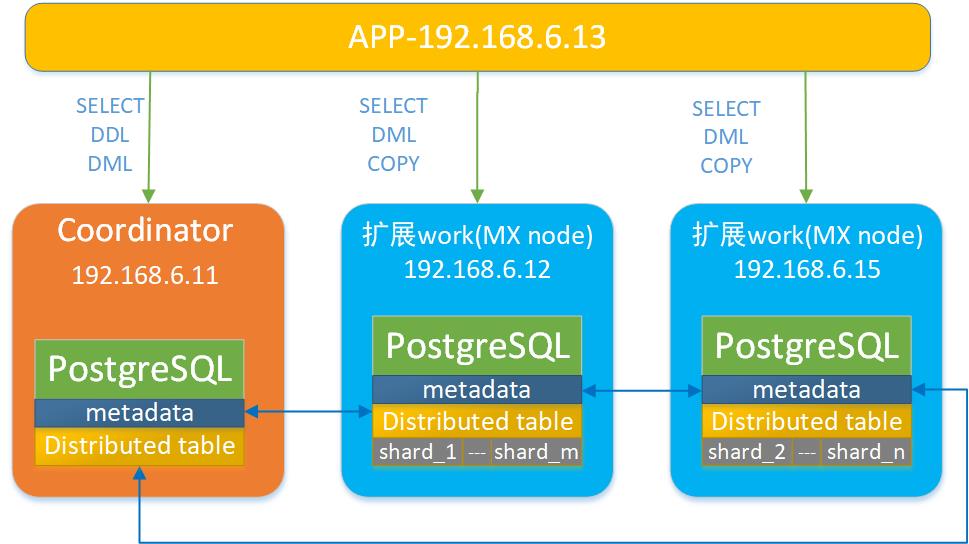 APP-192.168.6.13
SELECT
DDL
DML
SELECT
DML
COPY
SELECT
DML
COPY
Coordinator
192.168.6.11
PostgreSQL
metadata
Distributed table
扩展work(MX node)
192.168.6.12
PostgreSQL
metadata
Distributed table
shard_1 --- shard_m
扩展work(MX node)
192.168.6.15
PostgreSQL
metadata
Distributed table
shard_2 --- shard_n